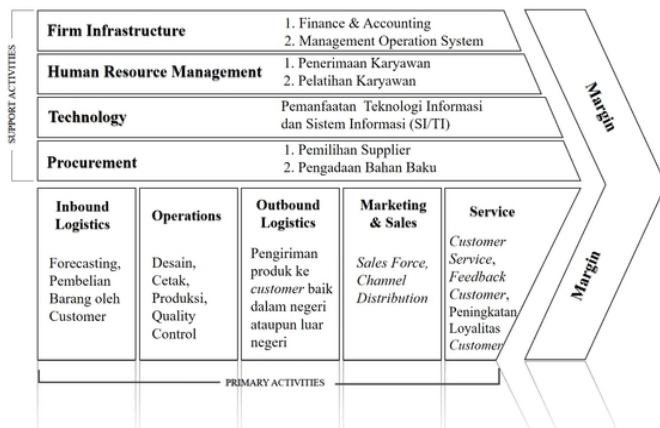 SUPPORT ACTIVITIES
Firm Infrastructure
1. Finance & Accounting
2. Management Operation System
Human Resource Management
1. Penerimaan Karyawan
2. Pelatihan Karyawan
Technology
Pemanfaatan Teknologi Informasi
dan Sistem Informasi (SI/TI)
Procurement
1. Pemilihan Supplier
2. Pengadaan Bahan Baku
Margin
Margin
Inbound
Logistics
Forecasting,
Pembelian
Barang oleh
Customer
Operations
Desain,
Cetak,
Produksi,
Quality
Control
Outbound
Logistics
Pengiriman
produk ke
customer baik
dalam negeri
ataupun luar
negeri
Marketing
& Sales
Sales Force,
Channel
Distribution
Service
Customer
Service,
Feedback
Customer,
Peningkatan
Loyalitas
Customer
PRIMARY ACTIVITIES